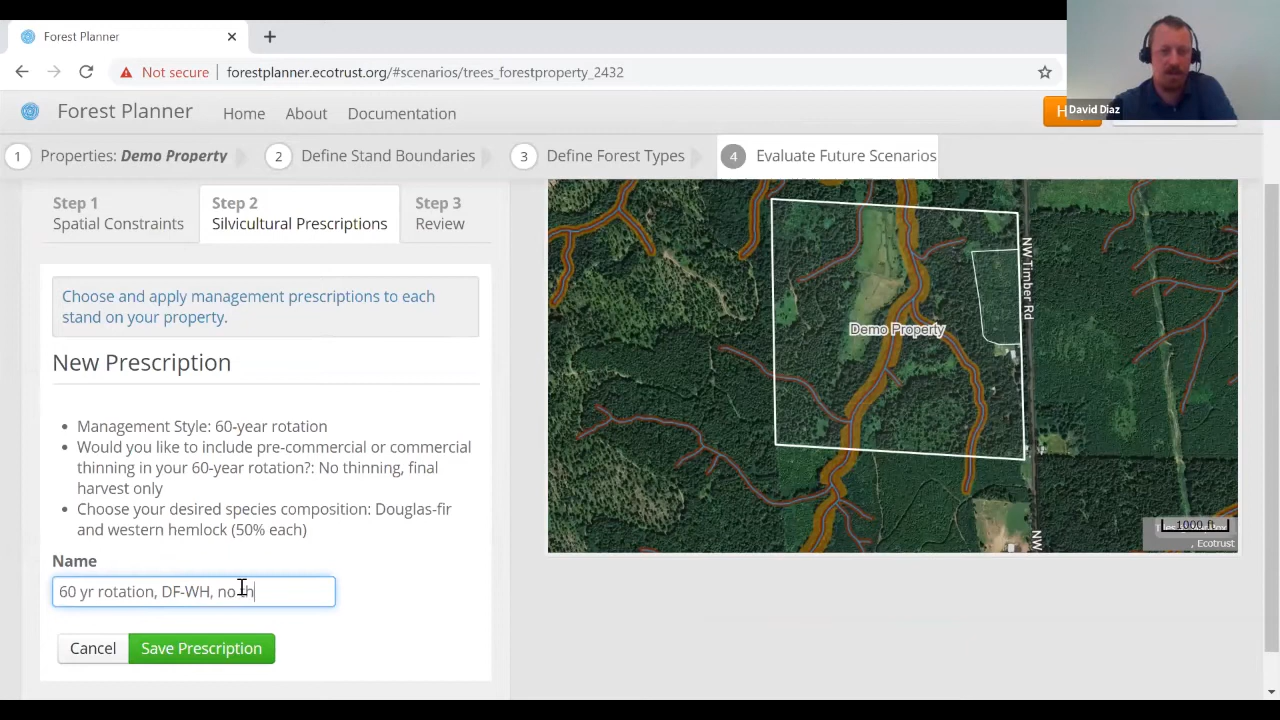 Forest Planner
Not secure
forestplanner.ecotrust.org/#scenarios/trees_forestproperty_2432
David Diaz
Forest Planner
Home
About
Documentation
1
Properties: Demo Property
2
Define Stand Boundaries
3
Define Forest Types
4
Evaluate Future Scenarios
Step 1
Spatial Constraints
Step 2
Silvicultural Prescriptions
Step 3
Review
Choose and apply management prescriptions to each
stand on your property.
New Prescription
Management Style: 60-year rotation
Would you like to include pre-commercial or commercial
thinning in your 60-year rotation?: No thinning, final
harvest only
Choose your desired species composition: Douglas-fir
and western hemlock (50% each)
Name
60 yr rotation, DF-WH, no th
Cancel
Save Prescription
NW Timber Rd
Demo Property
NW
1000 ft
, Ecotrust